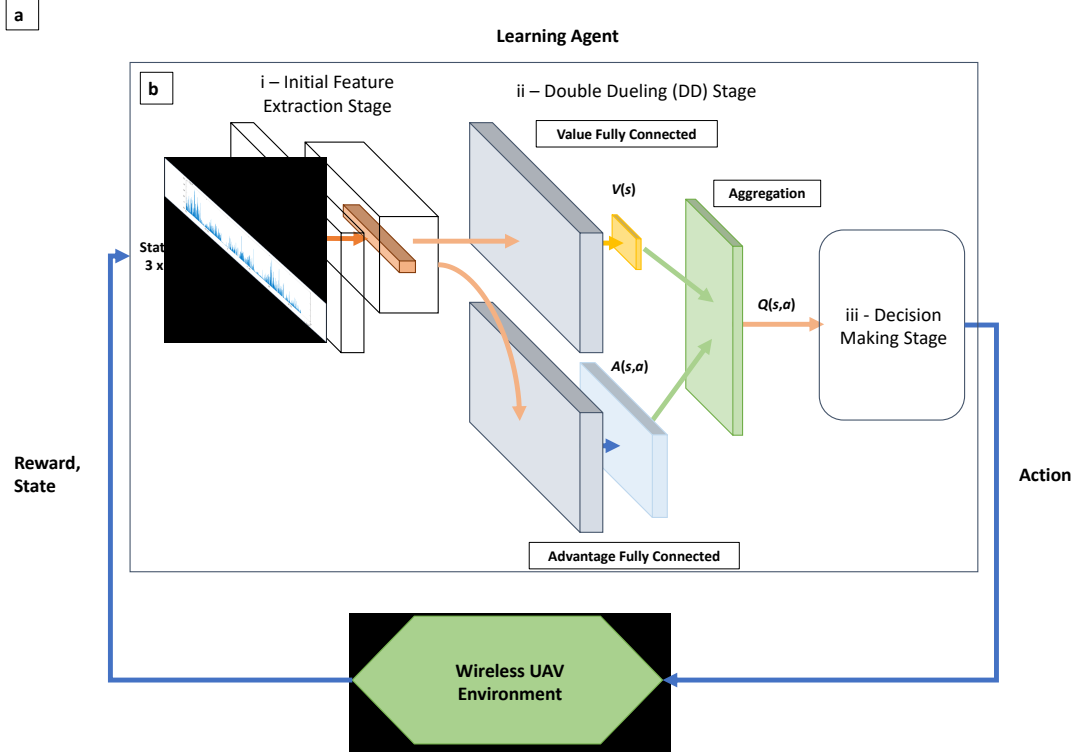 a
Learning Agent
b
i – Initial Feature
Extraction Stage
ii – Double Dueling (DD) Stage
Value Fully Connected
V(s)
Aggregation
3 x
Q(s,a)
iii - Decision
Making Stage
A(s,a)
Reward,
State
Action
Advantage Fully Connected
Wireless UAV
Environment